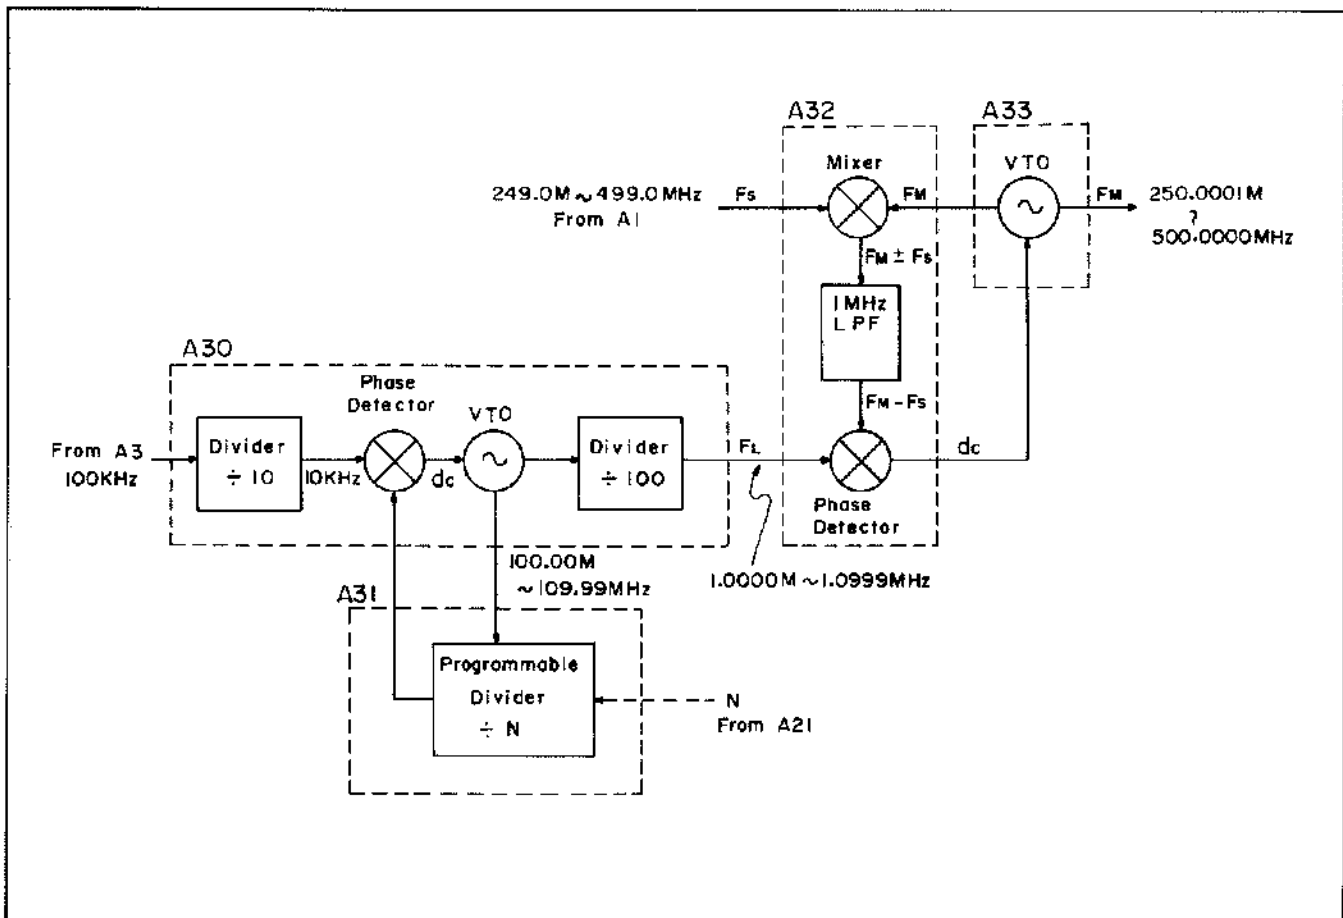 A32
A33
Mixer
VTO
249.0M ~ 499.0MHz
From A1
Fs
FM
FM
250.0001M
~
500.0000MHz
FM ± Fs
1MHz
LPF
FM - Fs
A30
Phase
Detector
VTO
From A3
100KHz
Divider
÷ 10
10KHz
dc
Divider
÷ 100
FL
dc
Phase
Detector
100.00M
~109.99MHz
1.0000M ~ 1.0999MHz
A31
Programmable
Divider
÷ N
N
From A21